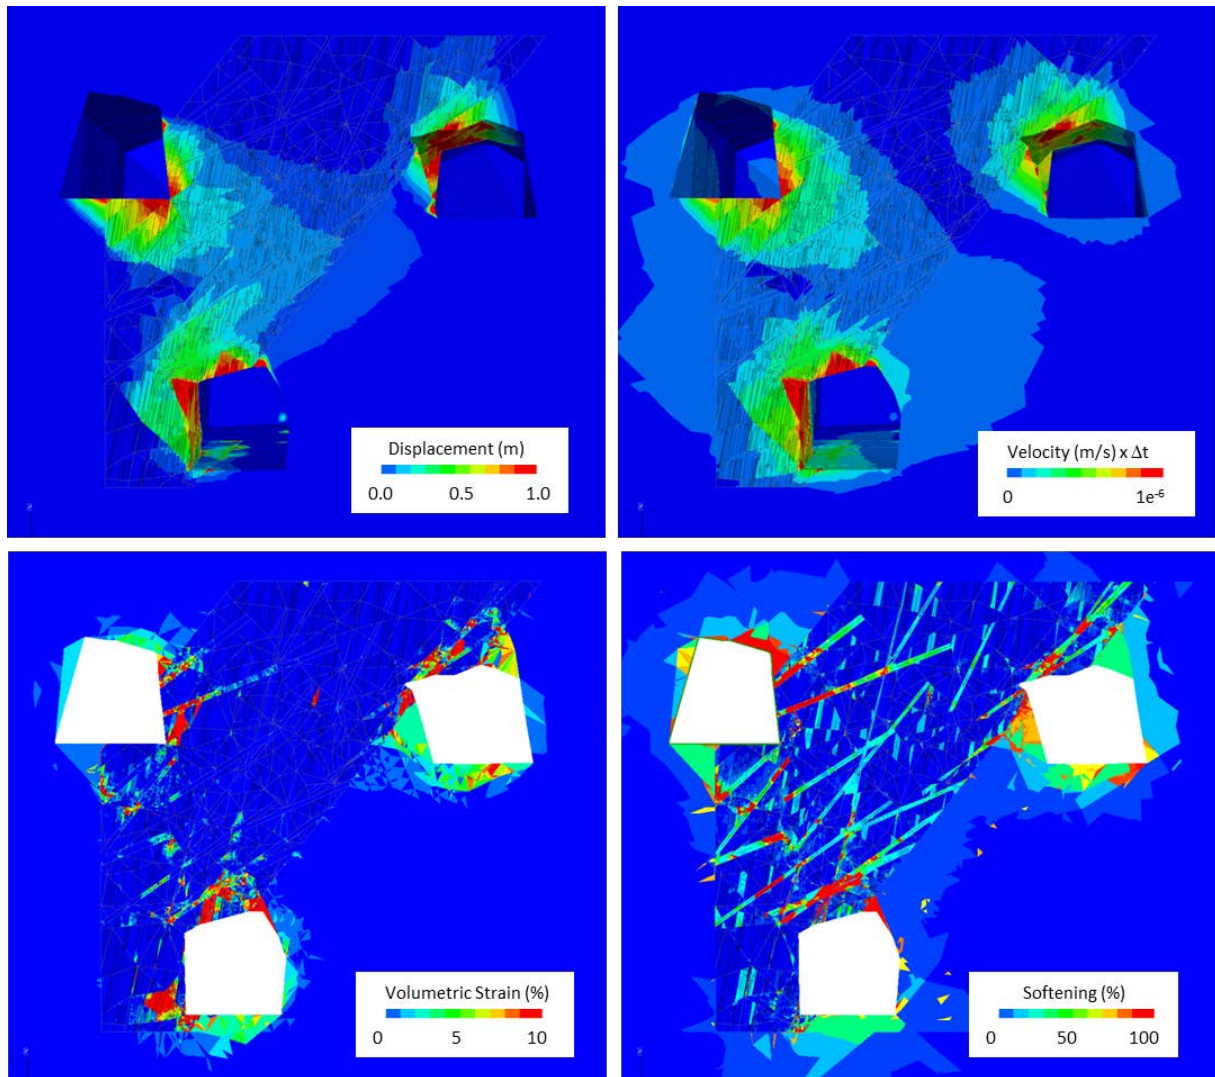 Displacement (m)
0.0 0.5 1.0
Velocity (m/s) x Δt
0 1e⁻⁶
Volumetric Strain (%)
0 5 10
Softening (%)
0 50 100